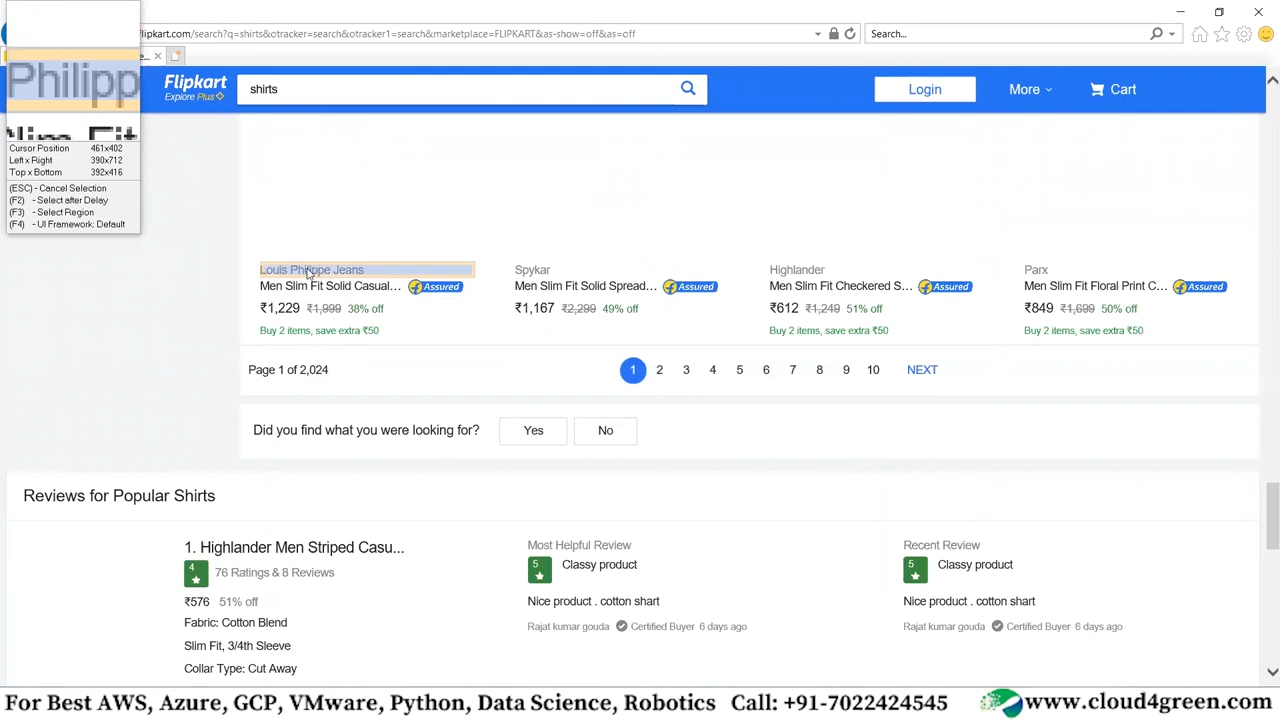 flipkart.com/search?q=shirts&otracker=search&otracker1=search&marketplace=FLIPKART&as-show=off&as=off
Search...
Philipp
Cursor Position 461x402
Left x Right 390x712
Top x Bottom 392x416
(ESC) - Cancel Selection
(F2) - Select after Delay
(F3) - Select Region
(F4) - UI Framework: Default
Flipkart
Explore Plus
shirts
Login
More
Cart
Louis Philippe Jeans
Men Slim Fit Solid Casual...
Assured
₹1,229 ₹1,999 38% off
Buy 2 items, save extra ₹50
Spykar
Men Slim Fit Solid Spread...
Assured
₹1,167 ₹2,299 49% off
Highlander
Men Slim Fit Checkered S...
Assured
₹612 ₹1,249 51% off
Buy 2 items, save extra ₹50
Parx
Men Slim Fit Floral Print C...
Assured
₹849 ₹1,699 50% off
Buy 2 items, save extra ₹50
Page 1 of 2,024
1 2 3 4 5 6 7 8 9 10 NEXT
Did you find what you were looking for? Yes No
Reviews for Popular Shirts
1. Highlander Men Striped Casu...
4
76 Ratings & 8 Reviews
₹576 51% off
Fabric: Cotton Blend
Slim Fit, 3/4th Sleeve
Collar Type: Cut Away
Most Helpful Review
5
Classy product
Nice product . cotton shart
Rajat kumar gouda Certified Buyer 6 days ago
Recent Review
5
Classy product
Nice product . cotton shart
Rajat kumar gouda Certified Buyer 6 days ago
For Best AWS, Azure, GCP, VMware, Python, Data Science, Robotics Call: +91-7022424545 www.cloud4green.com